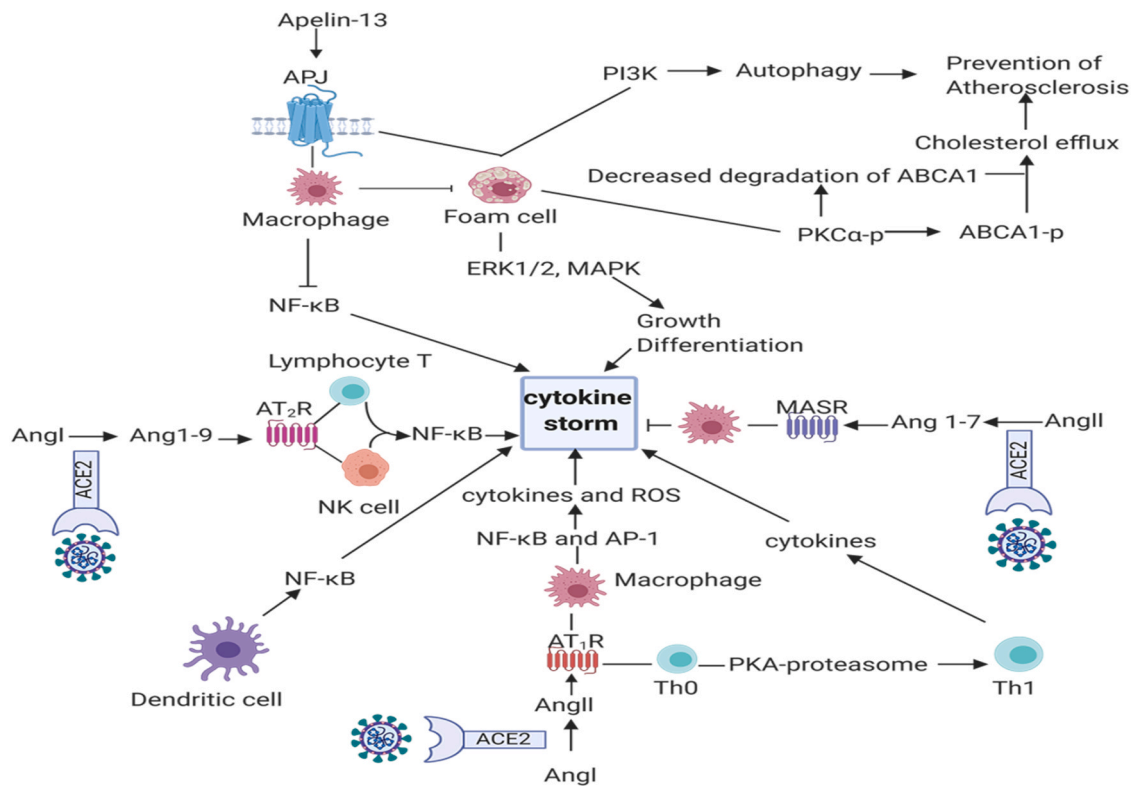 Apelin-13
APJ
PI3K
Autophagy
Prevention of
Atherosclerosis
Cholesterol efflux
Decreased degradation of ABCA1
Macrophage
Foam cell
PKCα-p
ABCA1-p
ERK1/2, MAPK
NF-κB
Growth
Differentiation
Lymphocyte T
cytokine
storm
AT₂R
MASR
AngI
Ang1-9
NF-κB
Ang 1-7
AngII
ACE2
ACE2
NK cell
cytokines and ROS
NF-κB and AP-1
cytokines
NF-κB
Macrophage
AT₁R
Th0
PKA-proteasome
Th1
Dendritic cell
AngII
ACE2
AngI